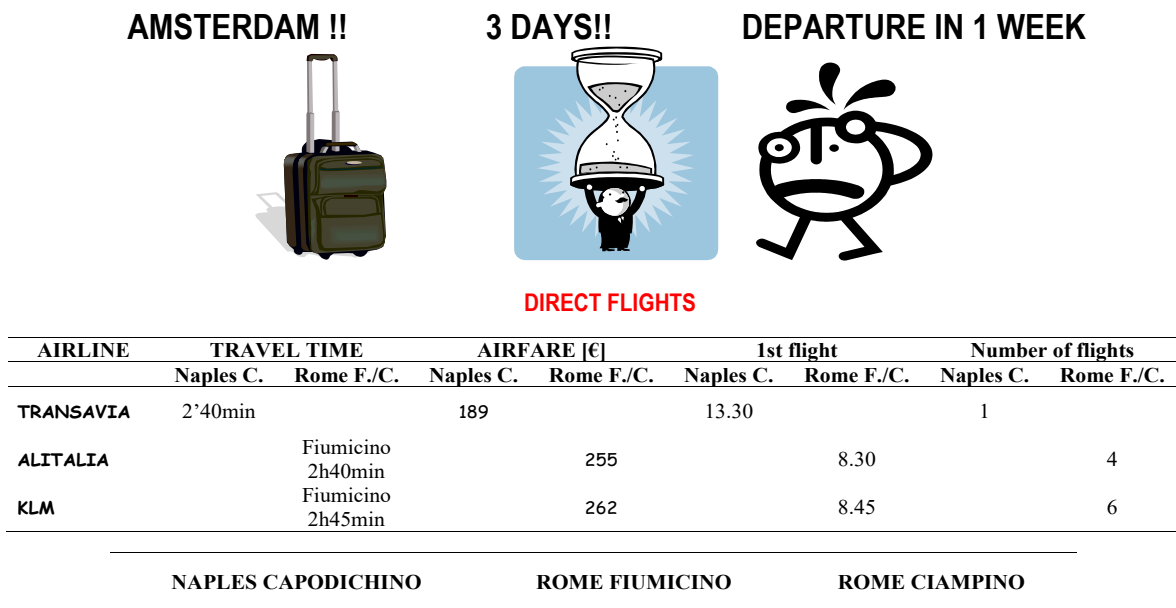 AMSTERDAM !! 3 DAYS!! DEPARTURE IN 1 WEEK
DIRECT FLIGHTS
AIRLINE TRAVEL TIME AIRFARE [€] 1st flight Number of flights
Naples C. Rome F./C. Naples C. Rome F./C. Naples C. Rome F./C. Naples C. Rome F./C.
TRANSAVIA 2'40min 189 13.30 1
ALITALIA Fiumicino 2h40min 255 8.30 4
KLM Fiumicino 2h45min 262 8.45 6
NAPLES CAPODICHINO ROME FIUMICINO ROME CIAMPINO